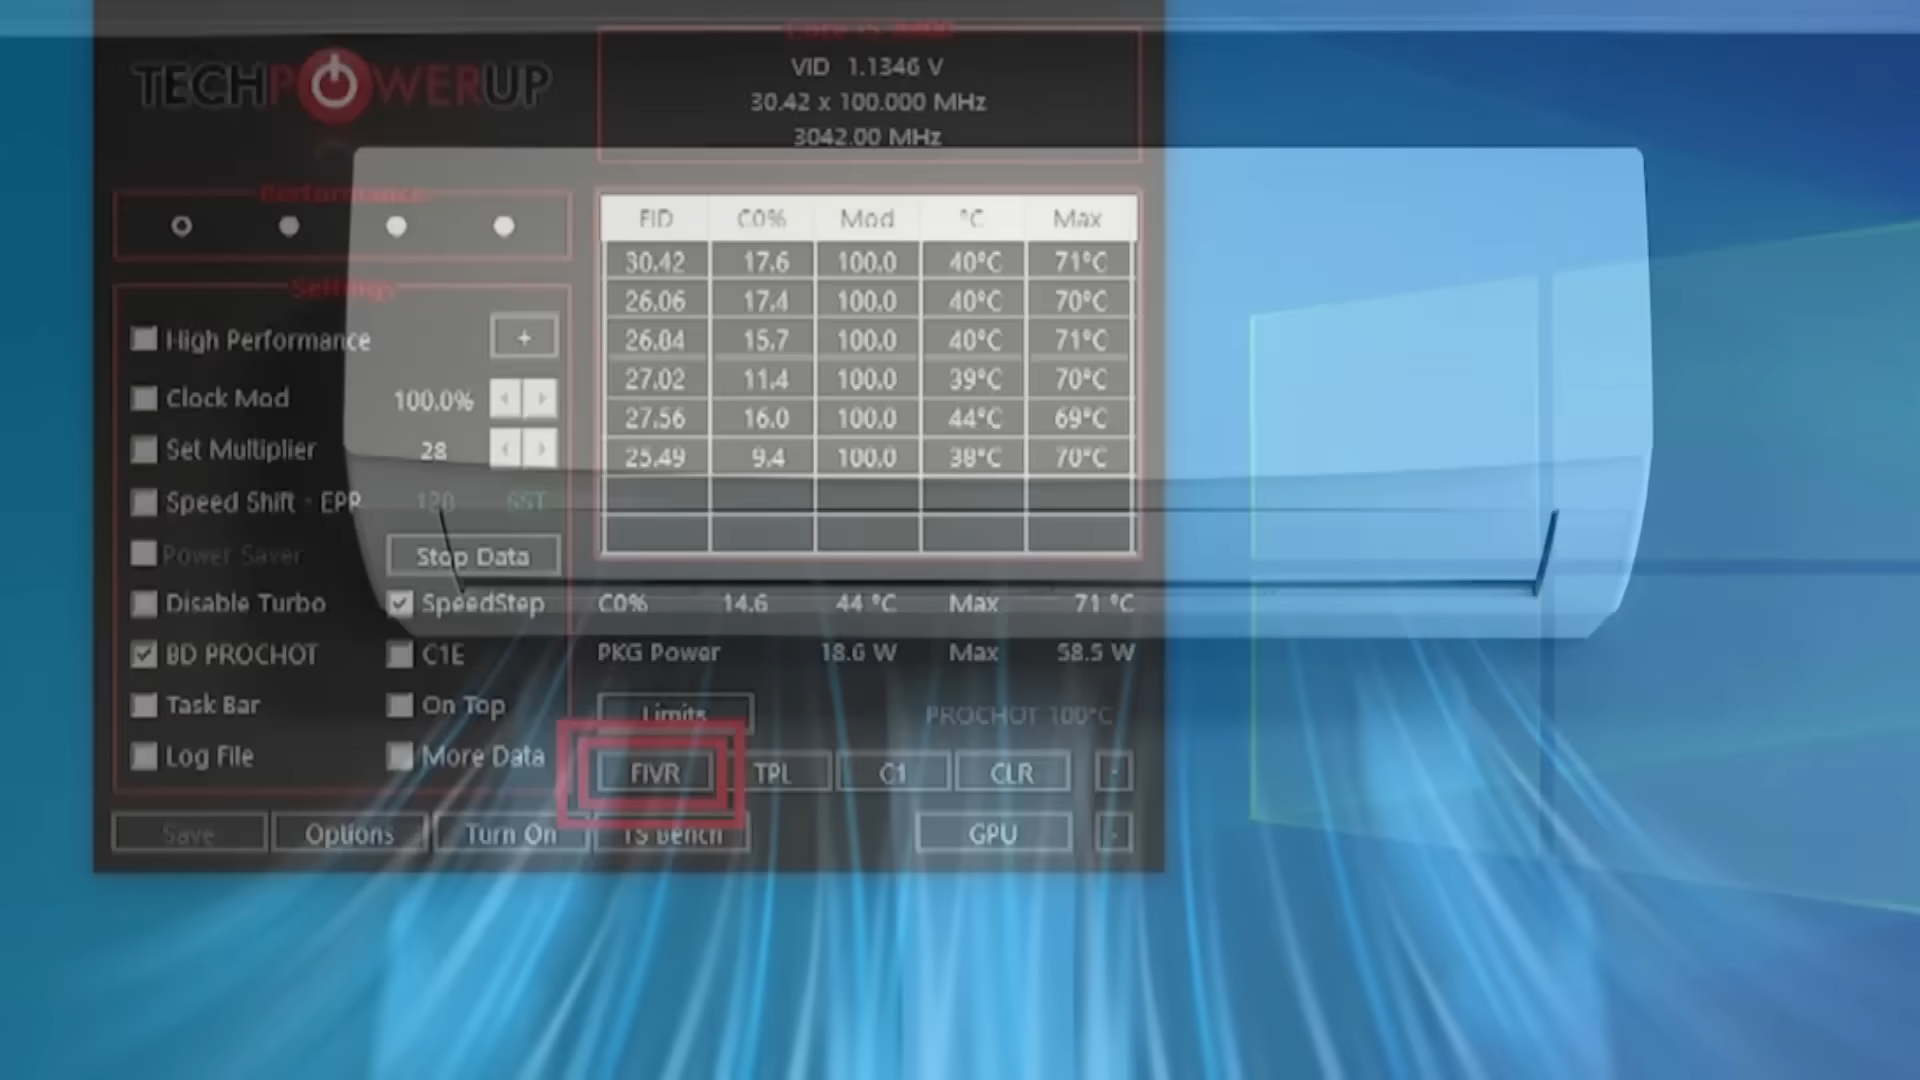 TECHPOWERUP
VID 1.1346 V
30.42 x 100.000 MHz
3042.00 MHz
Performance
Settings
High Performance
+
Clock Mod 100.0%
Set Multiplier 28
Speed Shift - EPP 120 SST
Power Saver Stop Data
Disable Turbo SpeedStep
BD PROCHOT C1E
Task Bar On Top
Log File More Data
FID C0% Mod °C Max
30.42 17.6 100.0 40°C 71°C
26.06 17.4 100.0 40°C 70°C
26.04 15.7 100.0 40°C 71°C
27.02 11.4 100.0 39°C 70°C
27.56 16.0 100.0 44°C 69°C
25.49 9.4 100.0 38°C 70°C
C0% 14.6 44 °C Max 71 °C
PKG Power 18.6 W Max 58.5 W
Limits PROCHOT 100°C
FIVR TPL C1 CLR -
Save Options Turn On TS Bench GPU -